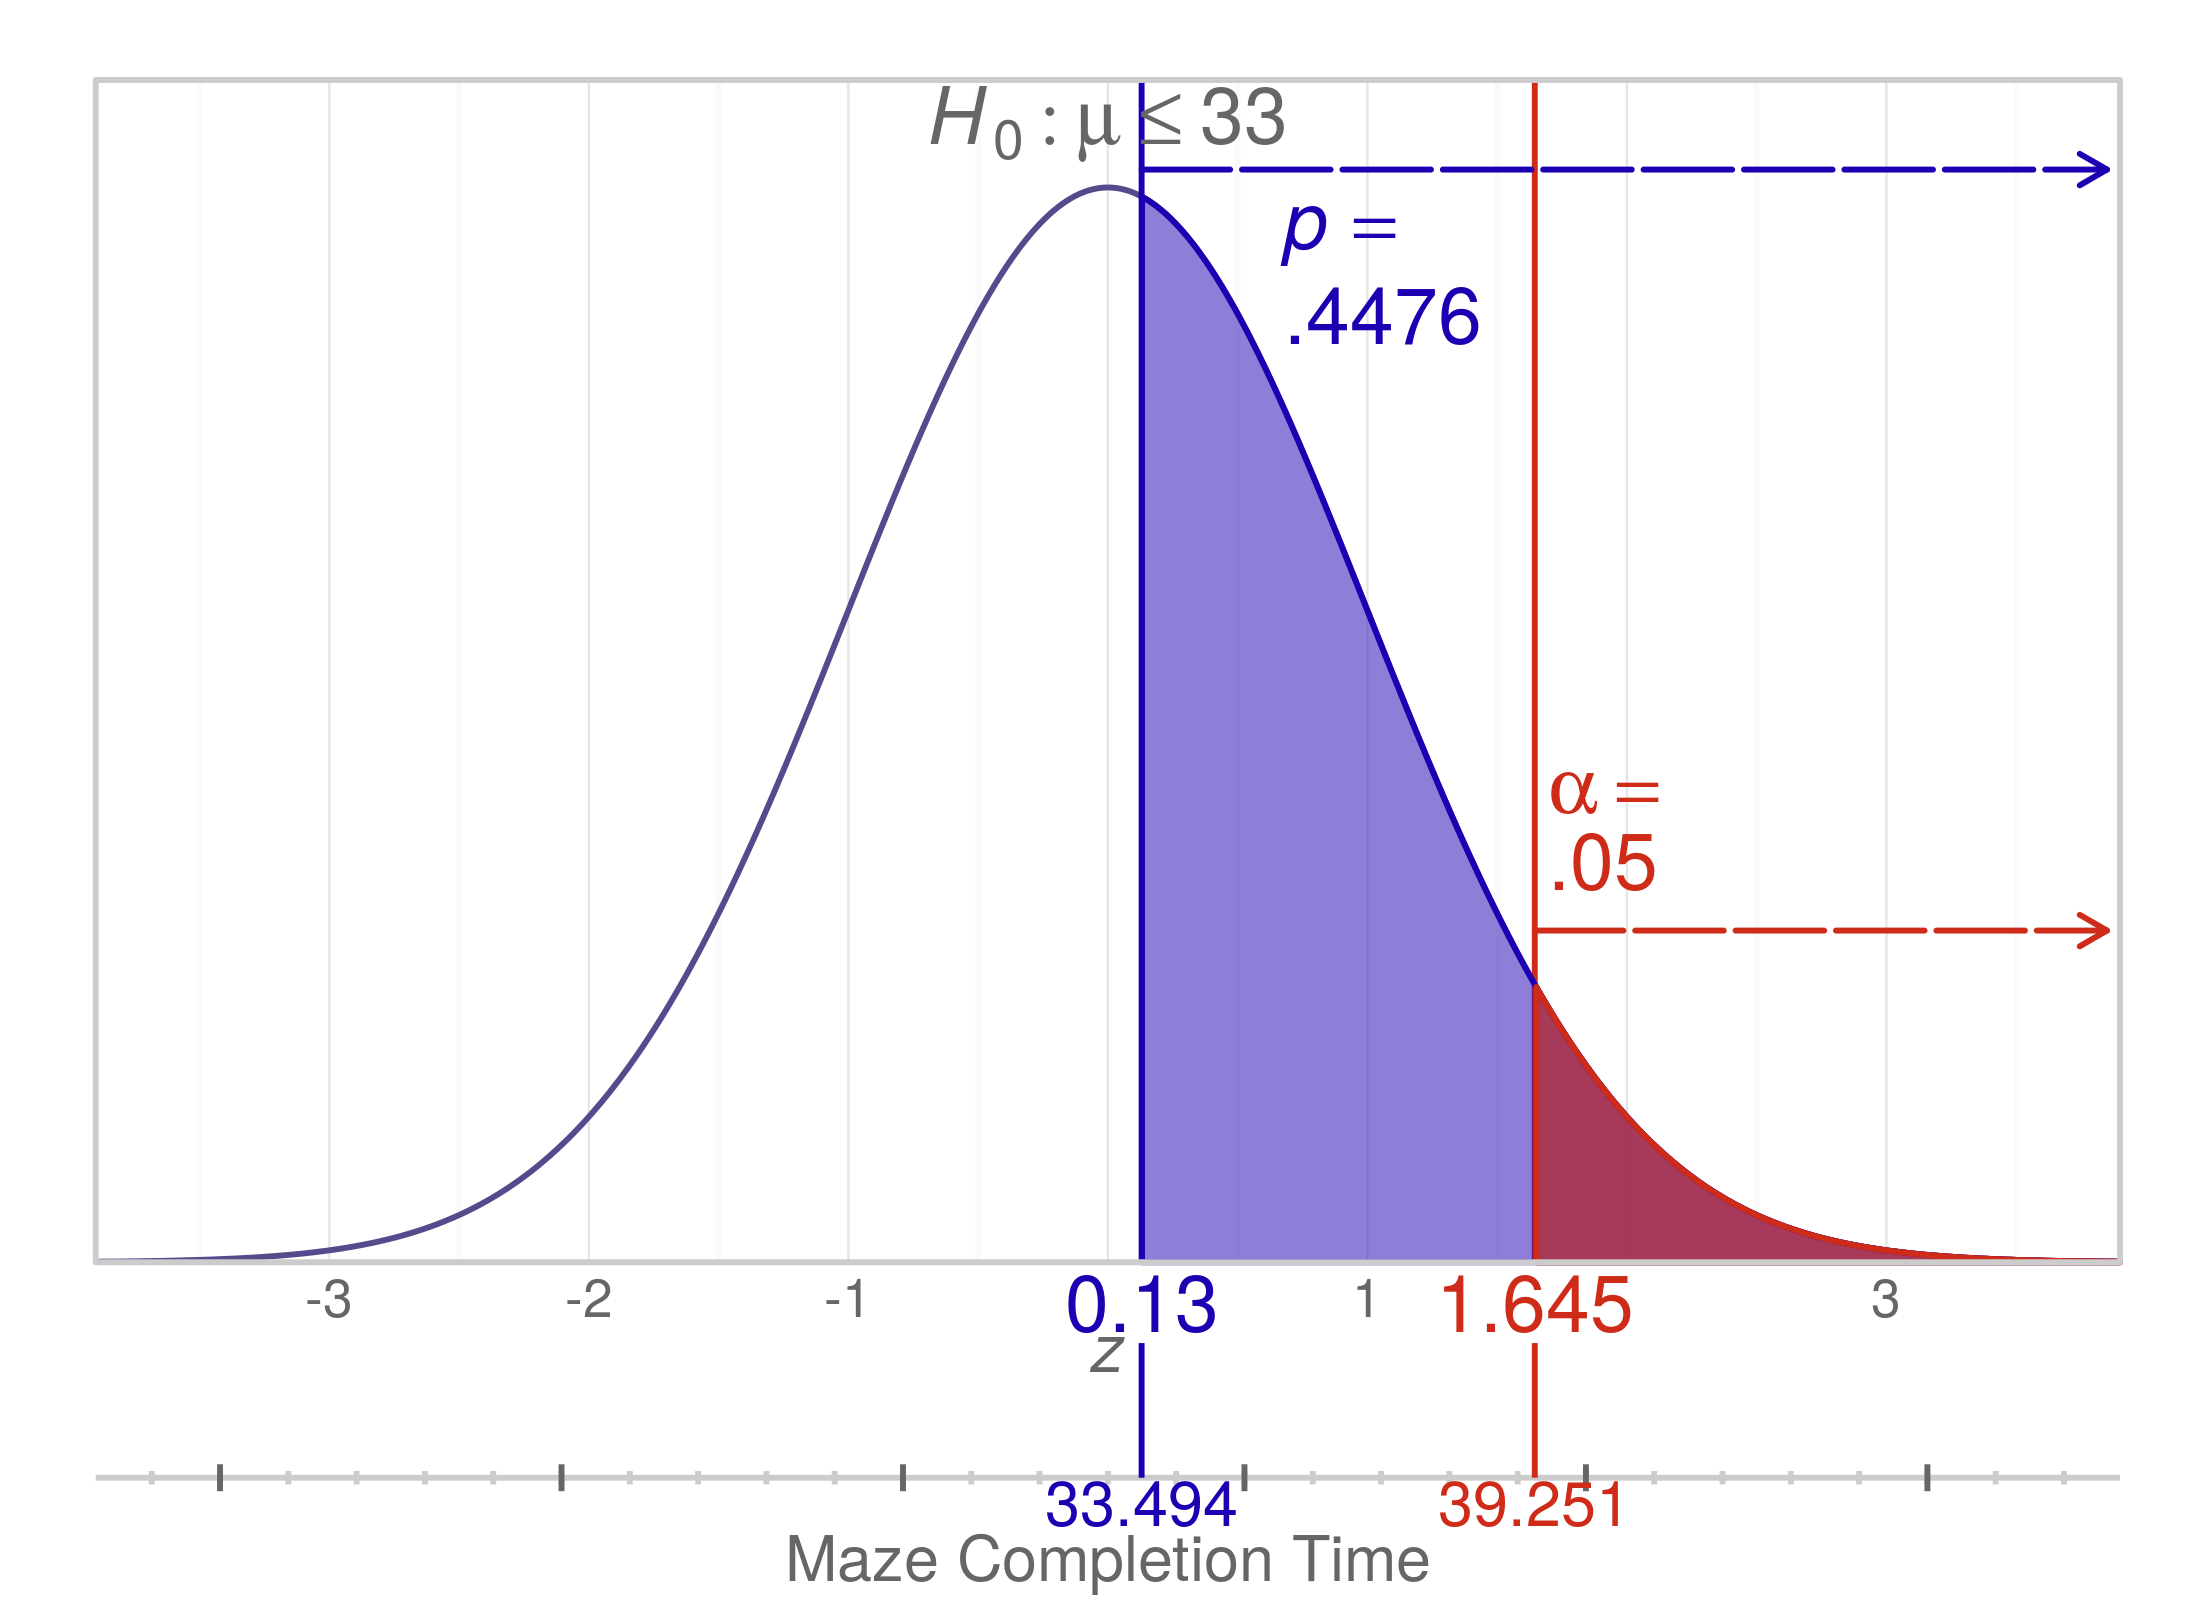 H₀ : μ ≤ 33
p =
.4476
α =
.05
-3 -2 -1 0.13 1 1.645 3
z
33.494 39.251
Maze Completion Time